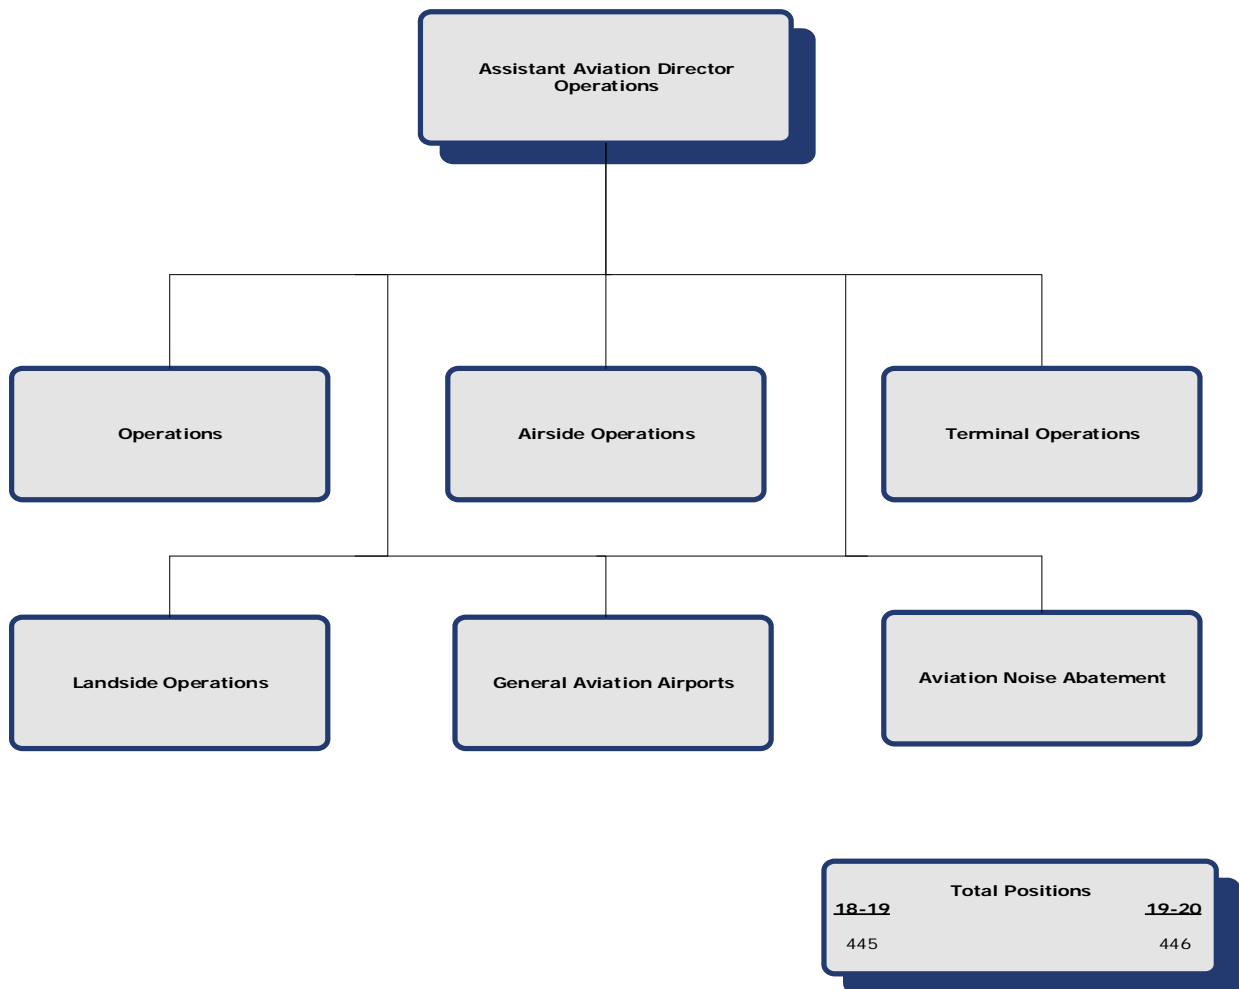 Assistant Aviation Director
Operations
Operations
Airside Operations
Terminal Operations
Landside Operations
General Aviation Airports
Aviation Noise Abatement
Total Positions
18-19 19-20
445 446